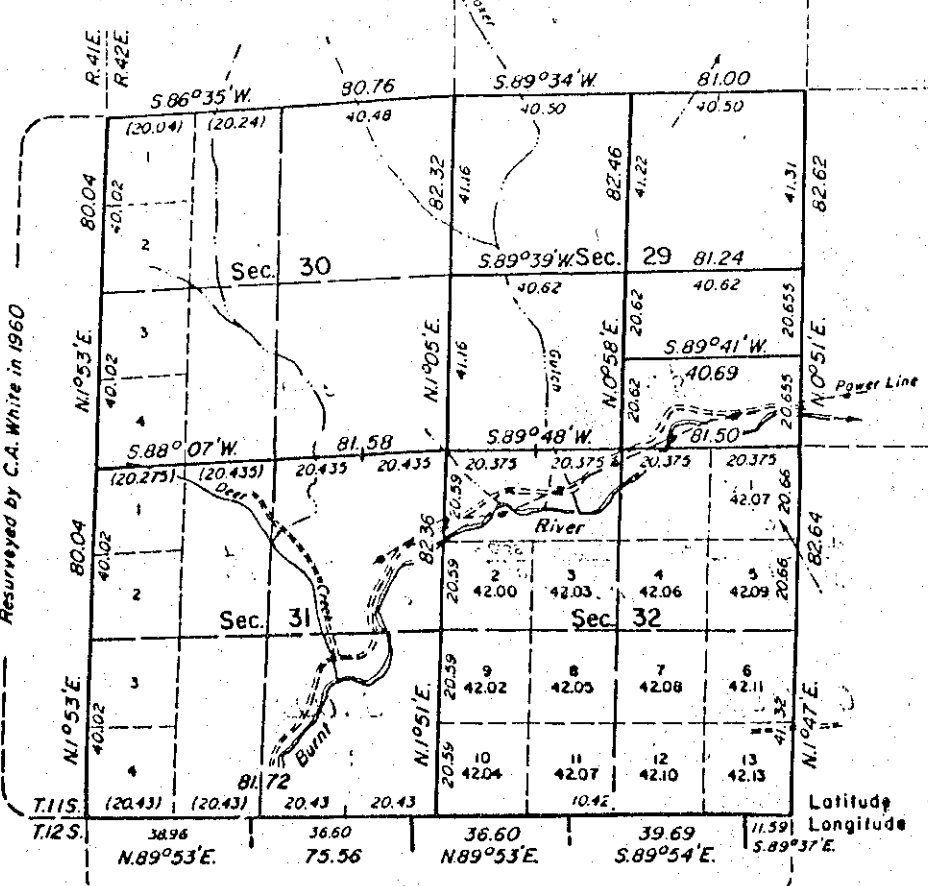 R.41E.
R.42E.
S.86°35'W. 80.76 S.89°34'W. 81.00
(20.04) (20.24) 40.48 40.50 40.50
1
80.04 40.102 82.32 41.16 82.46 41.22 41.31 82.62
2
Sec. 30 S.89°39'W. Sec. 29 81.24
40.62 40.62
3
N.1°53'E. 40.102 N.1°05'E. 41.16 Gulch N.0°58'E. 20.62 20.655 N.0°51'E.
S.89°41'W.
40.69
20.62 20.655 Power Line
4
S.88°07'W. 81.58 S.89°48'W. 81.50
(20.275) (20.435) 20.435 20.435 20.375 20.375 20.375 20.375
Deer
1 20.59 1 42.07 20.66
River
80.04 40.102 82.36 82.64
2 Creek 20.59 2 3 4 5 20.66
42.00 42.03 42.06 42.09
Sec. 31 Sec. 32
3 20.59 9 8 7 6
42.02 42.05 42.08 42.11
N.1°53'E. 40.102 N.1°51'E. 41.32 N.1°47'E.
Burnt
4 20.59 10 11 12 13
42.04 42.07 42.10 42.13
81.72
T.11S. (20.43) (20.43) 20.43 20.43 10.42 Latitude
T.12S. 38.96 36.60 36.60 39.69 11.59 Longitude
N.89°53'E. 75.56 N.89°53'E. S.89°54'E. S.89°37'E.
Resurveyed by C.A. White in 1960